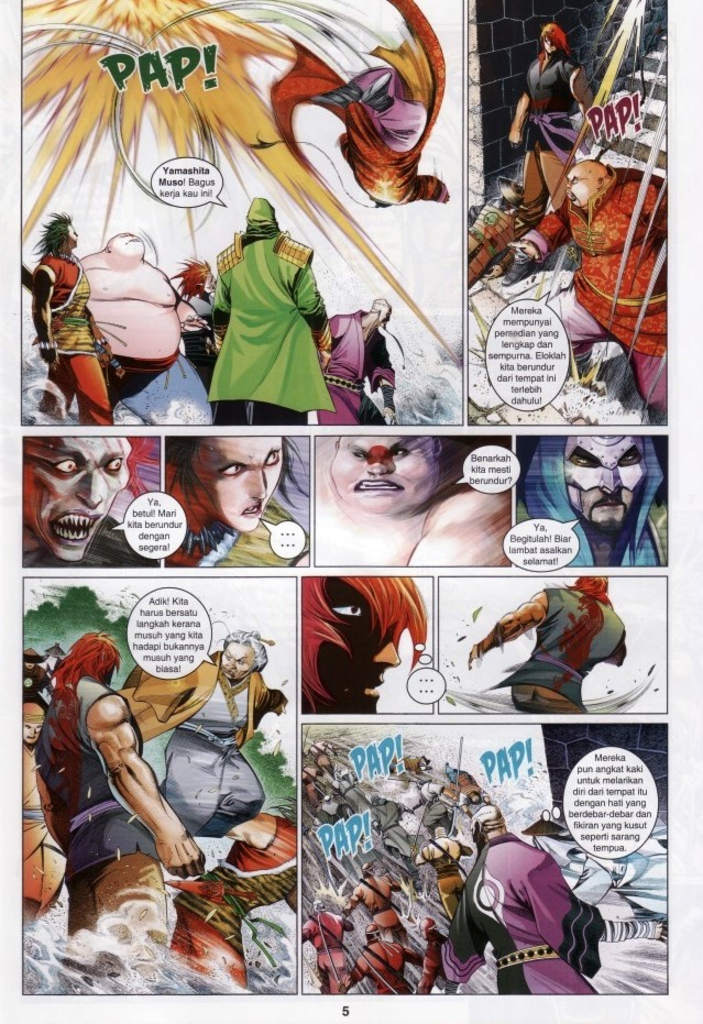 PAP!
Yamashita
Muso! Bagus
kerja kau ini!
PAP!
Mereka
mempunyai
persedian yang
lengkap dan
sempurna. Eloklah
kita berundur
dari tempat ini
terlebih
dahulu!
Ya,
betul! Mari
kita berundur
dengan
segera!
...
...
Benarkah
kita mesti
berundur?
Ya,
Begitulah! Biar
lambat asalkan
selamat!
Adik! Kita
harus bersatu
langkah kerana
musuh yang kita
hadapi bukannya
musuh yang
biasa!
...
...
PAP!
PAP!
PAP!
Mereka
pun angkat kaki
untuk melarikan
diri dari tempat itu
dengan hati yang
berdebar-debar dan
fikiran yang kusut
seperti sarang
tempua.
5